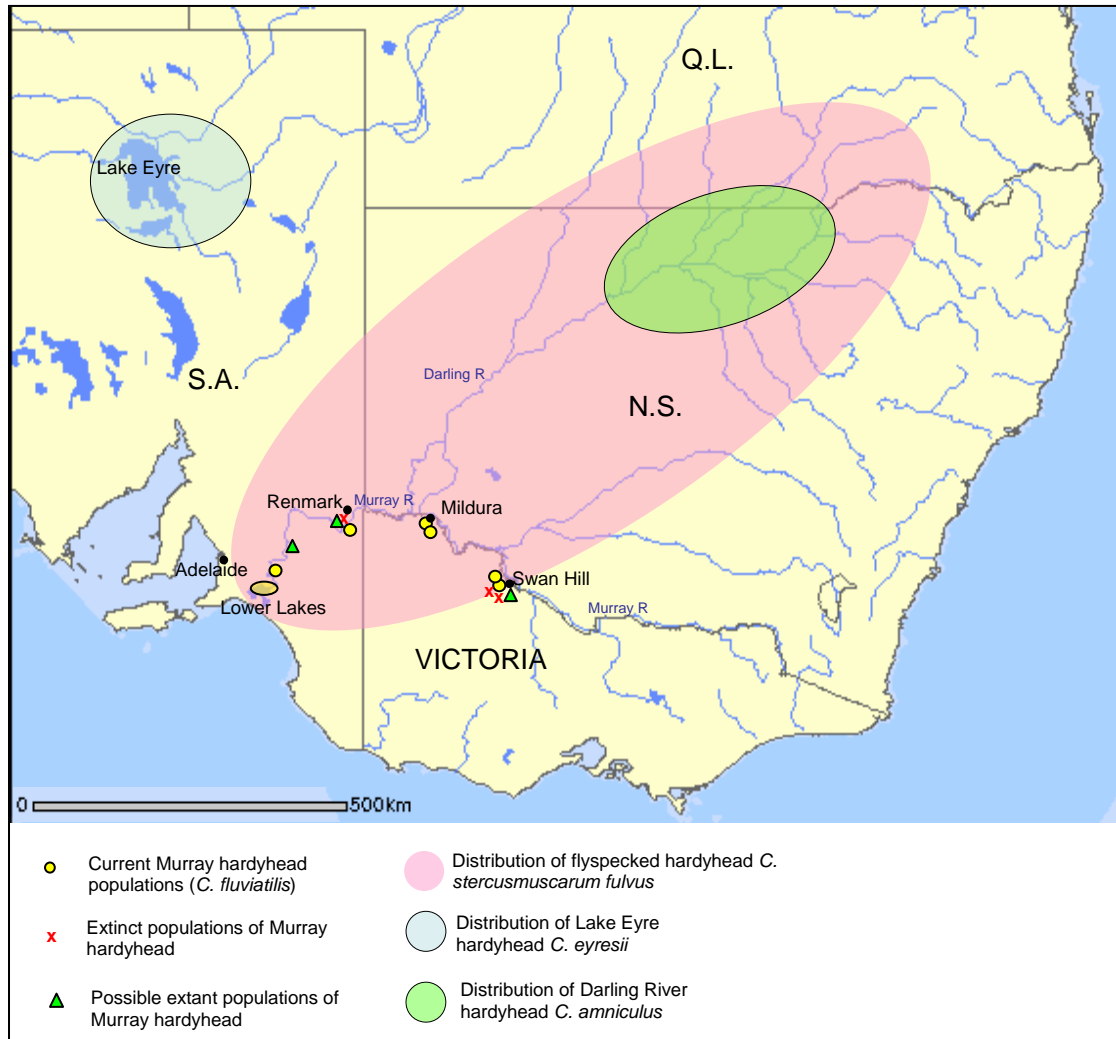 Q.L.
Lake Eyre
Darling R
S.A.
N.S.
Renmark
Murray R
Mildura
Adelaide
Swan Hill
Lower Lakes
Murray R
VICTORIA
0
500km
Current Murray hardyhead
populations (C. fluviatilis)
x Extinct populations of Murray
hardyhead
Possible extant populations of
Murray hardyhead
Distribution of flyspecked hardyhead C.
stercusmuscarum fulvus
Distribution of Lake Eyre
hardyhead C. eyresii
Distribution of Darling River
hardyhead C. amniculus